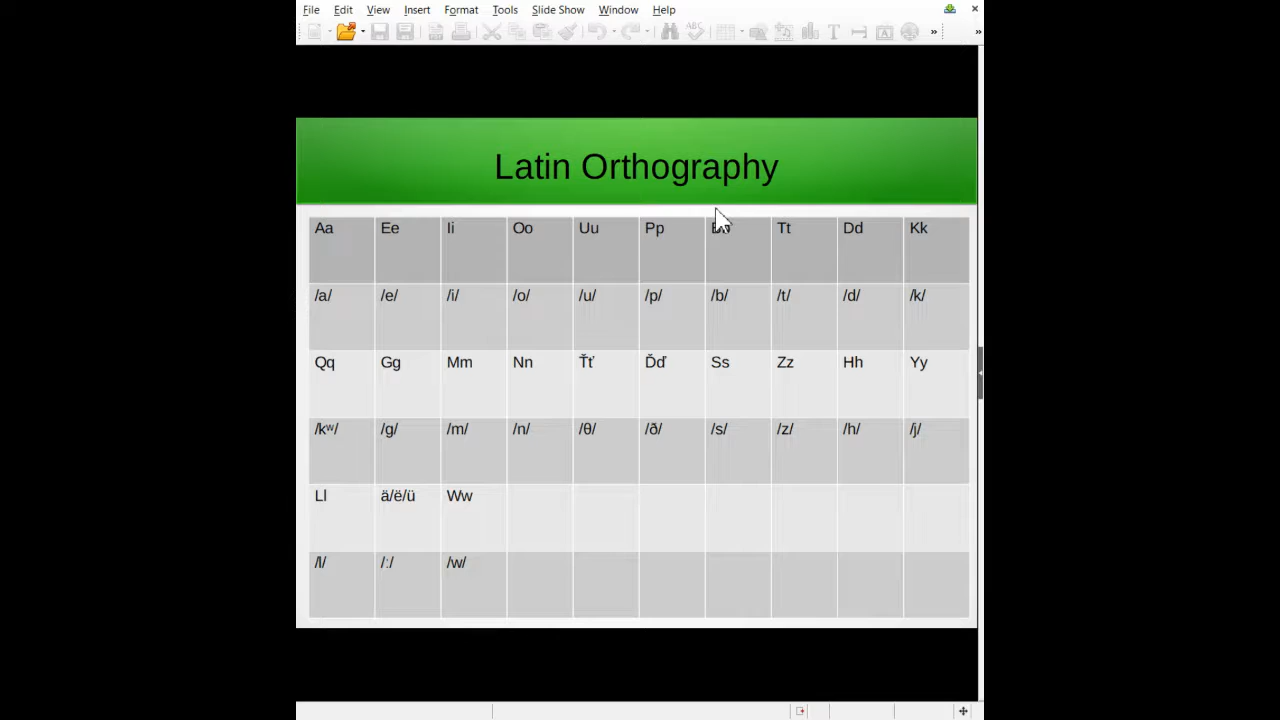 File Edit View Insert Format Tools Slide Show Window Help
Latin Orthography
Aa Ee Ii Oo Uu Pp Bb Tt Dd Kk
/a/ /e/ /i/ /o/ /u/ /p/ /b/ /t/ /d/ /k/
Qq Gg Mm Nn Ťť Ďď Ss Zz Hh Yy
/kʷ/ /g/ /m/ /n/ /θ/ /ð/ /s/ /z/ /h/ /j/
Ll ä/ë/ü Ww
/l/ /ː/ /w/